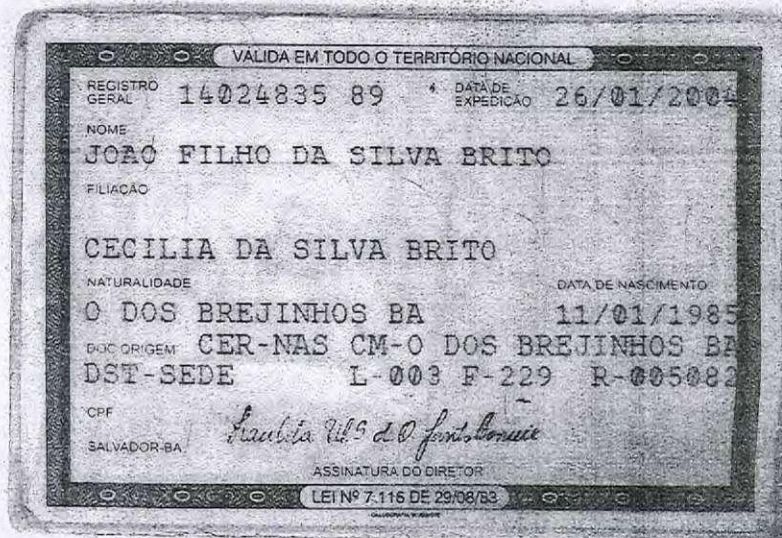 VÁLIDA EM TODO O TERRITÓRIO NACIONAL
REGISTRO GERAL 14024835 89 DATA DE EXPEDIÇÃO 26/01/2004
NOME
JOAO FILHO DA SILVA BRITO
FILIAÇÃO
CECILIA DA SILVA BRITO
NATURALIDADE DATA DE NASCIMENTO
O DOS BREJINHOS BA 11/01/1985
DOC ORIGEM CER-NAS CM-O DOS BREJINHOS BA
DST-SEDE L-003 F-229 R-005082
CPF
SALVADOR-BA
ASSINATURA DO DIRETOR
LEI Nº 7.116 DE 29/08/83